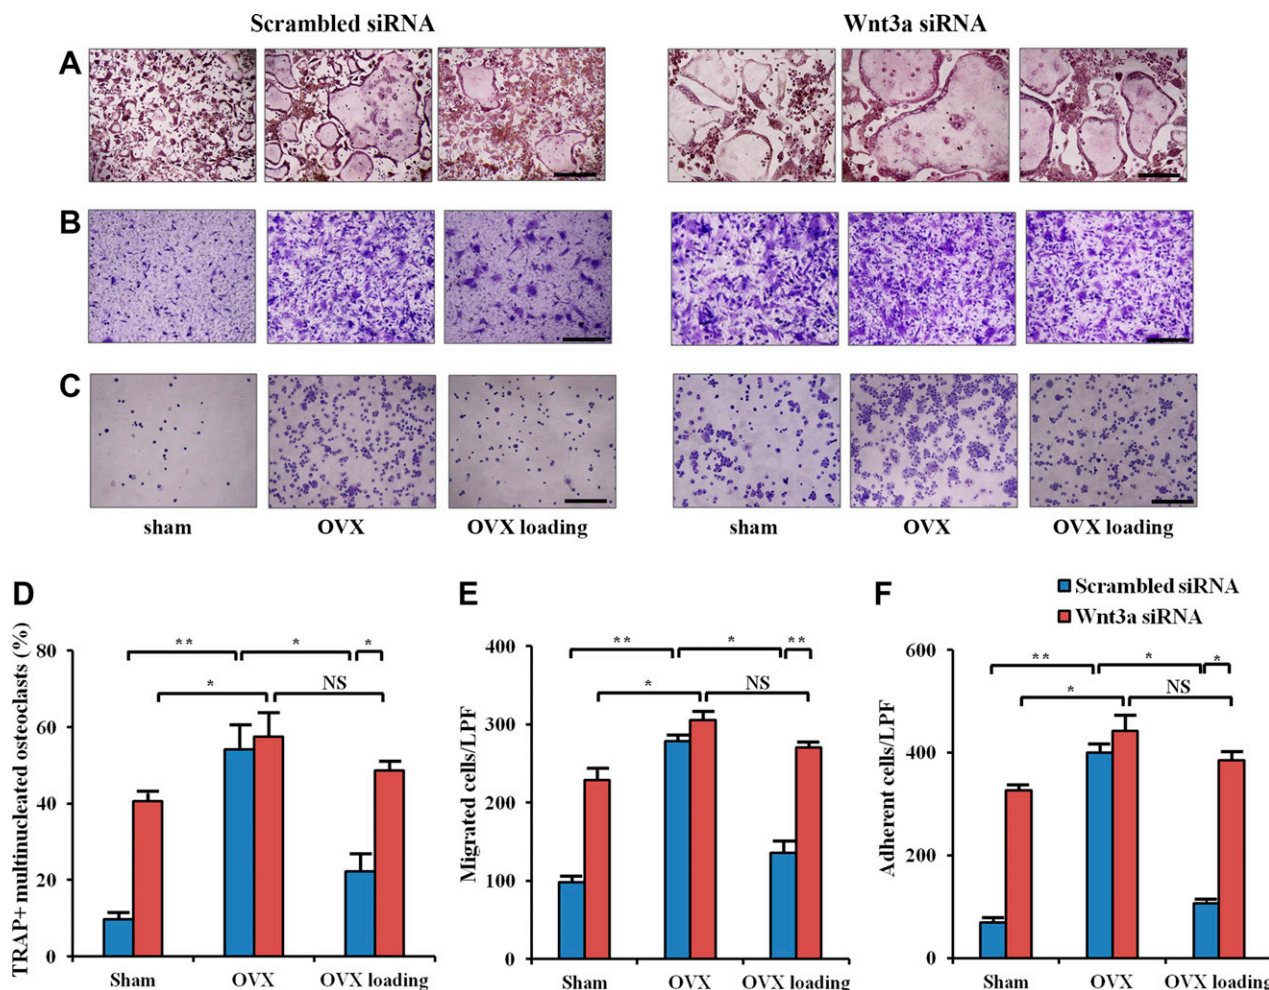 Scrambled siRNA
Wnt3a siRNA
A
B
C
sham
OVX
OVX loading
sham
OVX
OVX loading
D
TRAP+ multinucleated osteoclasts (%)
80
60
40
20
0
**
*
*
*
NS
Sham
OVX
OVX loading
E
Migrated cells/LPF
400
300
200
100
0
**
*
**
*
NS
Sham
OVX
OVX loading
F
Scrambled siRNA
Wnt3a siRNA
Adherent cells/LPF
600
400
200
0
**
*
*
*
NS
Sham
OVX
OVX loading